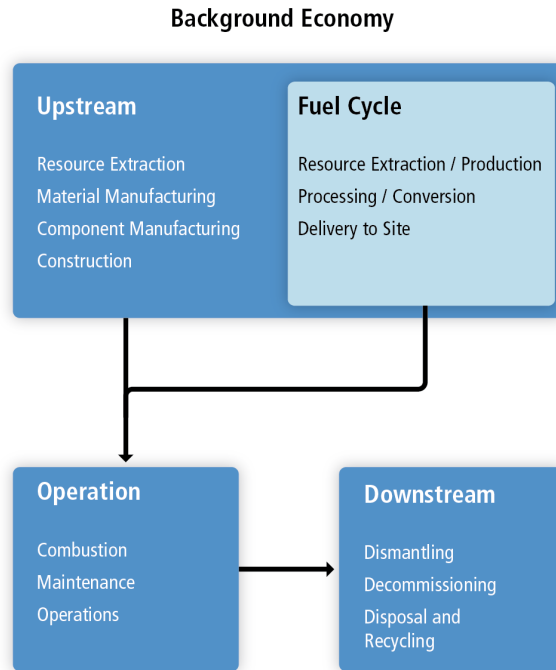 Background Economy
Upstream
Resource Extraction
Material Manufacturing
Component Manufacturing
Construction
Fuel Cycle
Resource Extraction / Production
Processing / Conversion
Delivery to Site
Operation
Combustion
Maintenance
Operations
Downstream
Dismantling
Decommissioning
Disposal and
Recycling